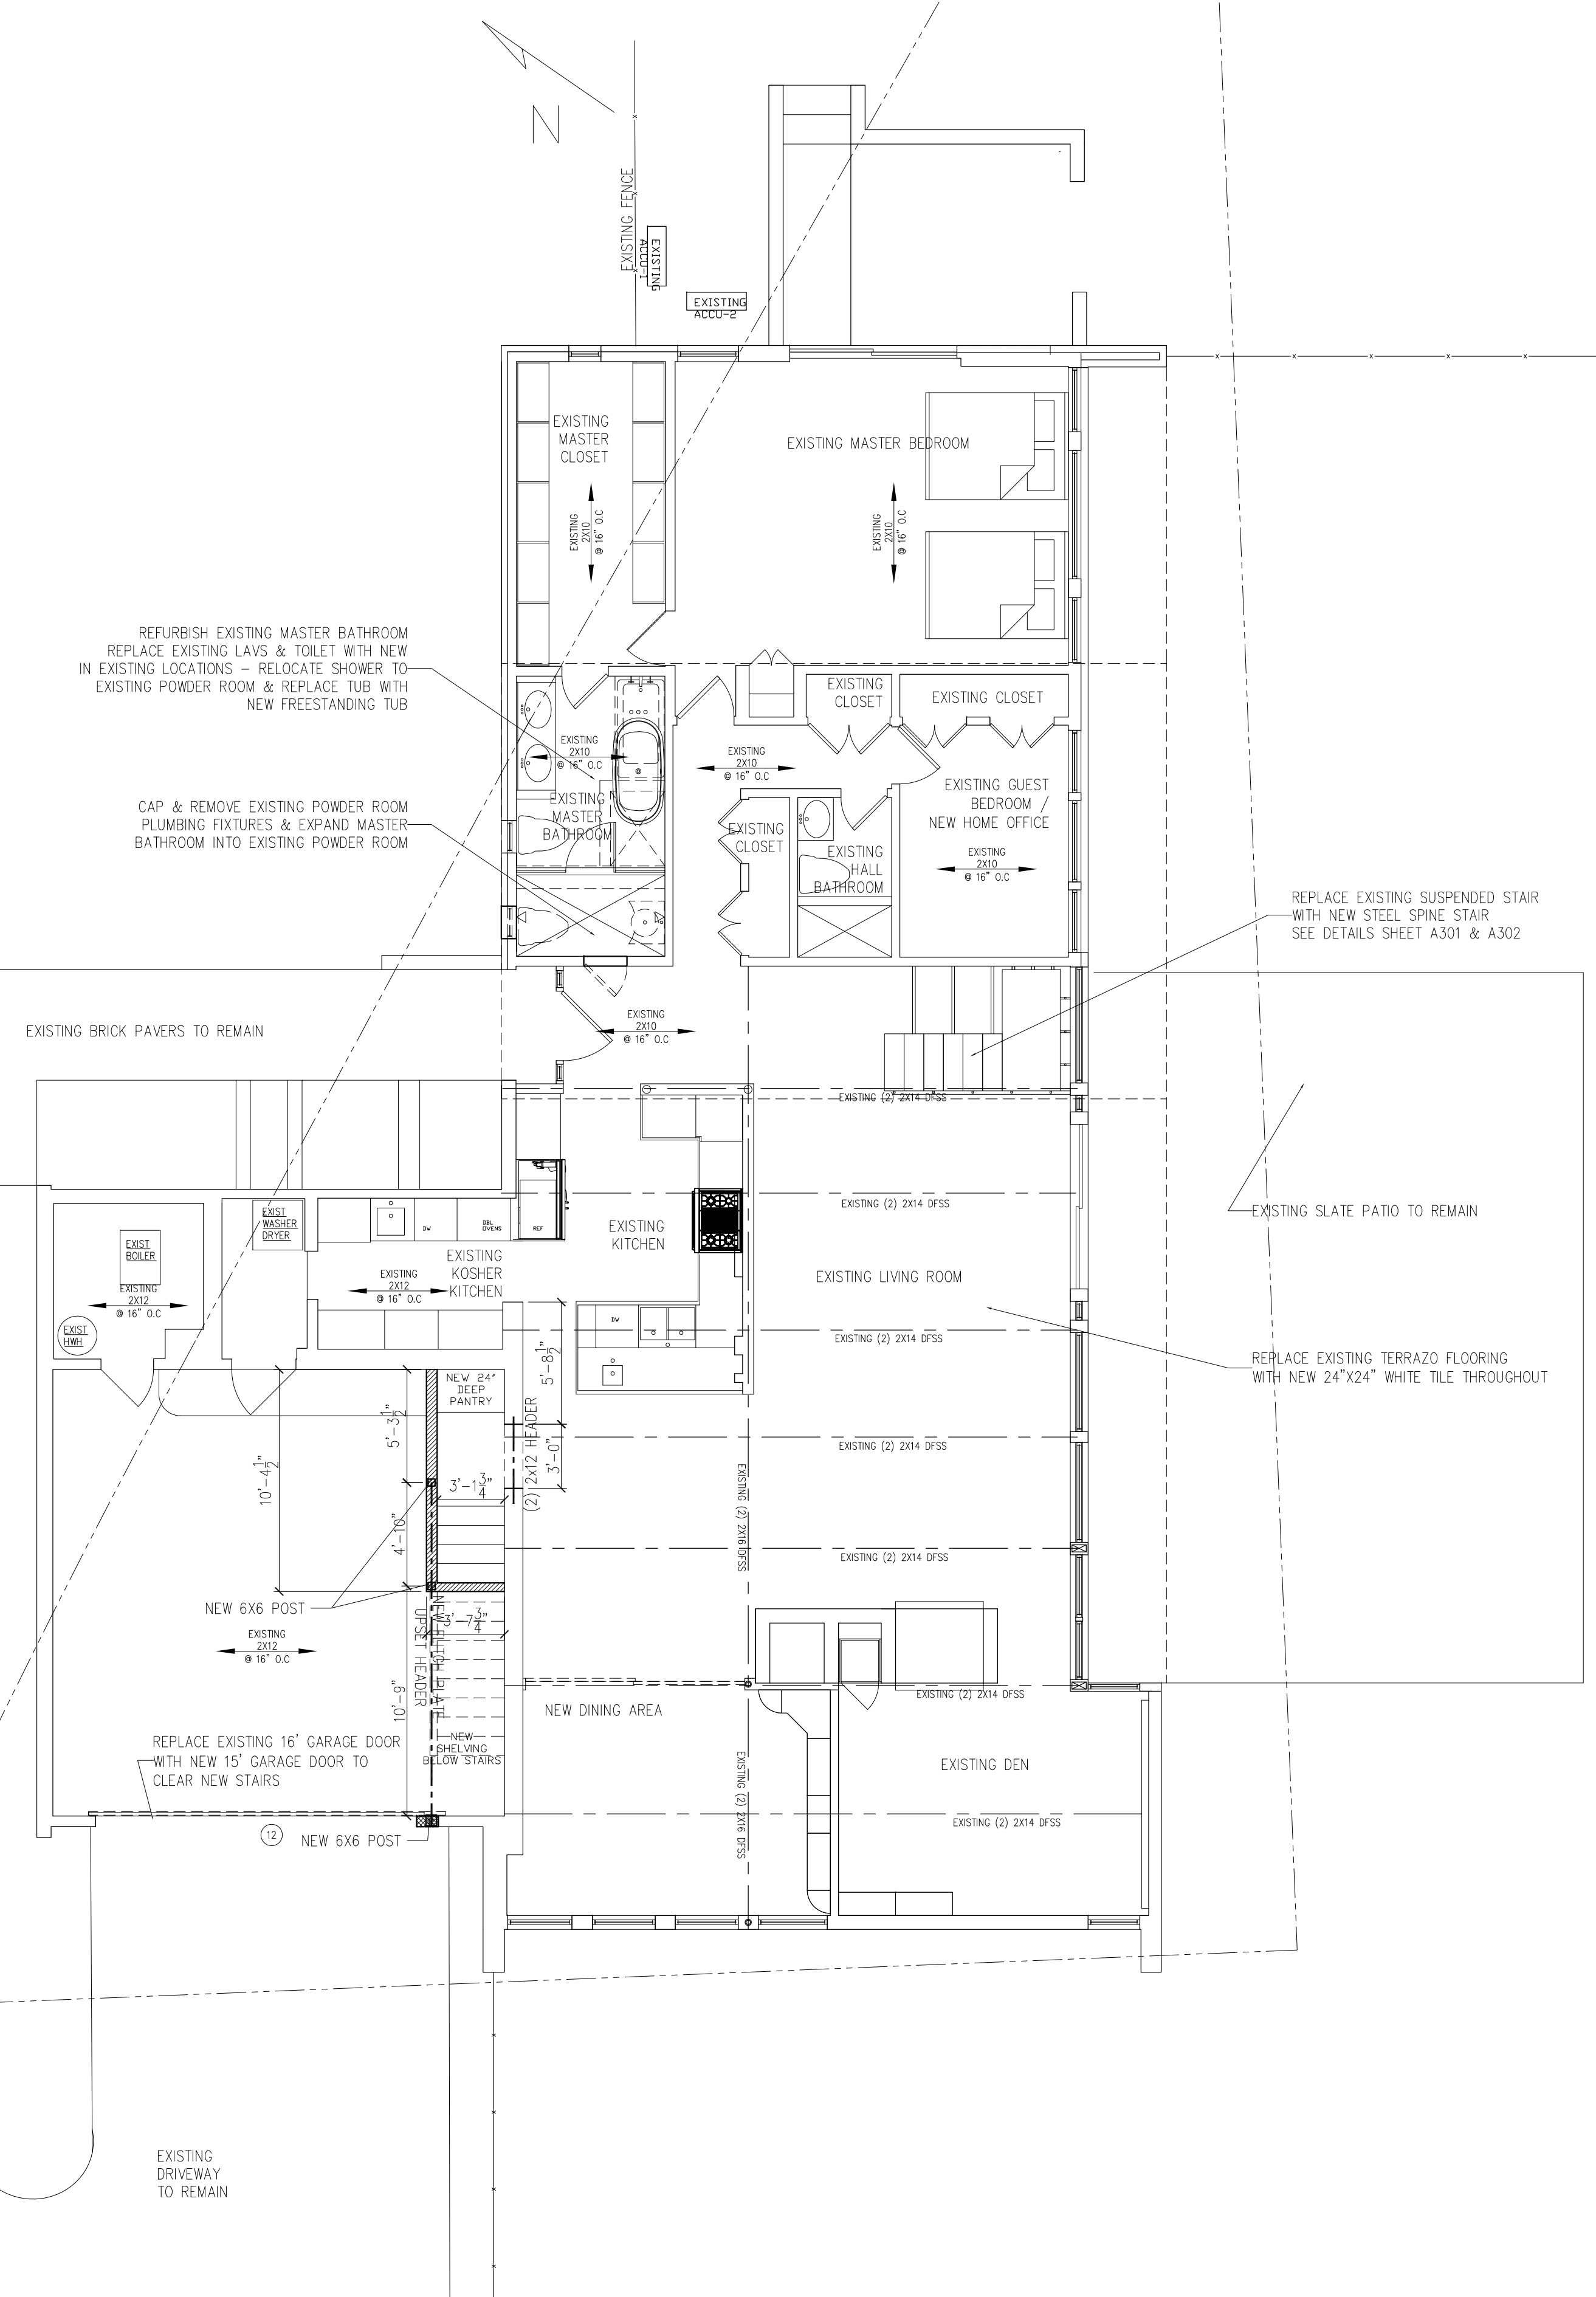 N
EXISTING FENCE
EXISTING
ACCU-1
EXISTING
ACCU-2
EXISTING
MASTER
CLOSET
EXISTING MASTER BEDROOM
EXISTING
2X10
@ 16" O.C
EXISTING
2X10
@ 16" O.C
REFURBISH EXISTING MASTER BATHROOM
REPLACE EXISTING LAVS & TOILET WITH NEW
IN EXISTING LOCATIONS – RELOCATE SHOWER TO
EXISTING POWDER ROOM & REPLACE TUB WITH
NEW FREESTANDING TUB
EXISTING
CLOSET
EXISTING CLOSET
EXISTING
2X10
@ 16" O.C
EXISTING
2X10
@ 16" O.C
EXISTING
MASTER
BATHROOM
EXISTING GUEST
BEDROOM /
NEW HOME OFFICE
CAP & REMOVE EXISTING POWDER ROOM
PLUMBING FIXTURES & EXPAND MASTER
BATHROOM INTO EXISTING POWDER ROOM
EXISTING
CLOSET
EXISTING
HALL
BATHROOM
EXISTING
2X10
@ 16" O.C
REPLACE EXISTING SUSPENDED STAIR
WITH NEW STEEL SPINE STAIR
SEE DETAILS SHEET A301 & A302
EXISTING BRICK PAVERS TO REMAIN
EXISTING
2X10
@ 16" O.C
EXISTING (2) 2X14 DFSS
EXISTING (2) 2X14 DFSS
EXISTING SLATE PATIO TO REMAIN
EXIST
WASHER
DRYER
EXIST
BOILER
DW
DBL
OVENS
REF
EXISTING
KITCHEN
EXISTING
KOSHER
KITCHEN
EXISTING
2X12
@ 16" O.C
EXISTING
2X12
@ 16" O.C
EXIST
HWH
EXISTING LIVING ROOM
DW
EXISTING (2) 2X14 DFSS
REPLACE EXISTING TERRAZO FLOORING
WITH NEW 24"X24" WHITE TILE THROUGHOUT
NEW 24"
DEEP
PANTRY
5'-8 1/2"
5'-3 1/2"
10'-4 1/2"
3'-0"
(2) 2x12 HEADER
3'-1 3/4"
EXISTING (2) 2X14 DFSS
EXISTING (2) 2X16 DFSS
4'-10"
EXISTING (2) 2X14 DFSS
NEW 6X6 POST
3'-7 3/4"
NEW FLITCH PLATE
UPSET HEADER
EXISTING
2X12
@ 16" O.C
10'-9"
EXISTING (2) 2X14 DFSS
NEW DINING AREA
REPLACE EXISTING 16' GARAGE DOOR
WITH NEW 15' GARAGE DOOR TO
CLEAR NEW STAIRS
NEW
SHELVING
BELOW STAIRS
EXISTING (2) 2X16 DFSS
EXISTING DEN
EXISTING (2) 2X14 DFSS
12
NEW 6X6 POST
EXISTING
DRIVEWAY
TO REMAIN